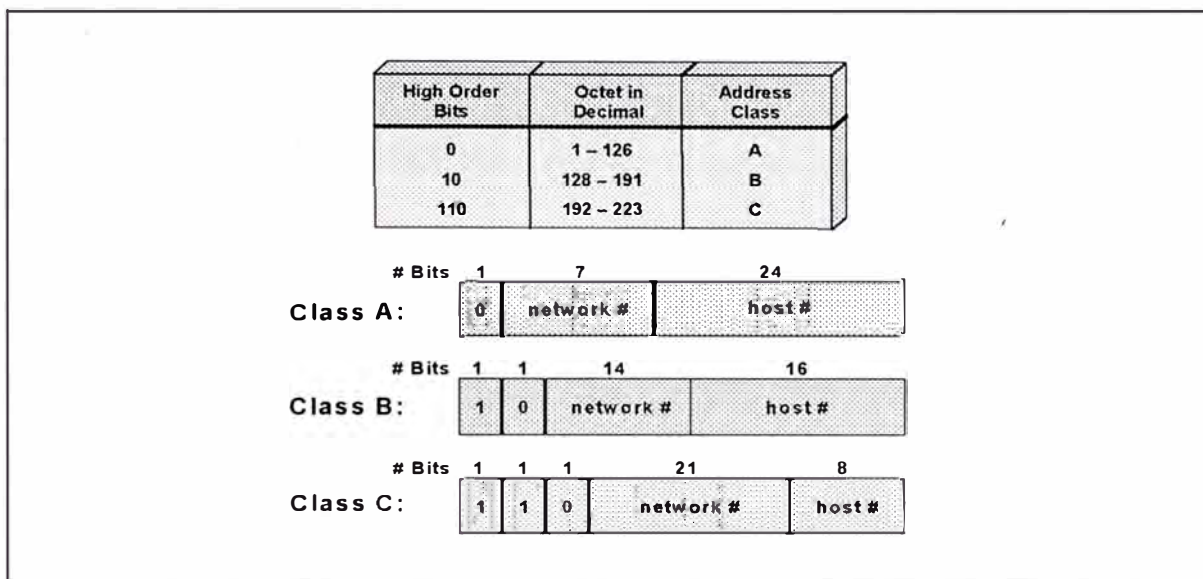 High Order Bits Octet in Decimal Address Class
0 1 – 126 A
10 128 – 191 B
110 192 – 223 C
# Bits 1 7 24
Class A: 0 network # host #
# Bits 1 1 14 16
Class B: 1 0 network # host #
# Bits 1 1 1 21 8
Class C: 1 1 0 network # host #